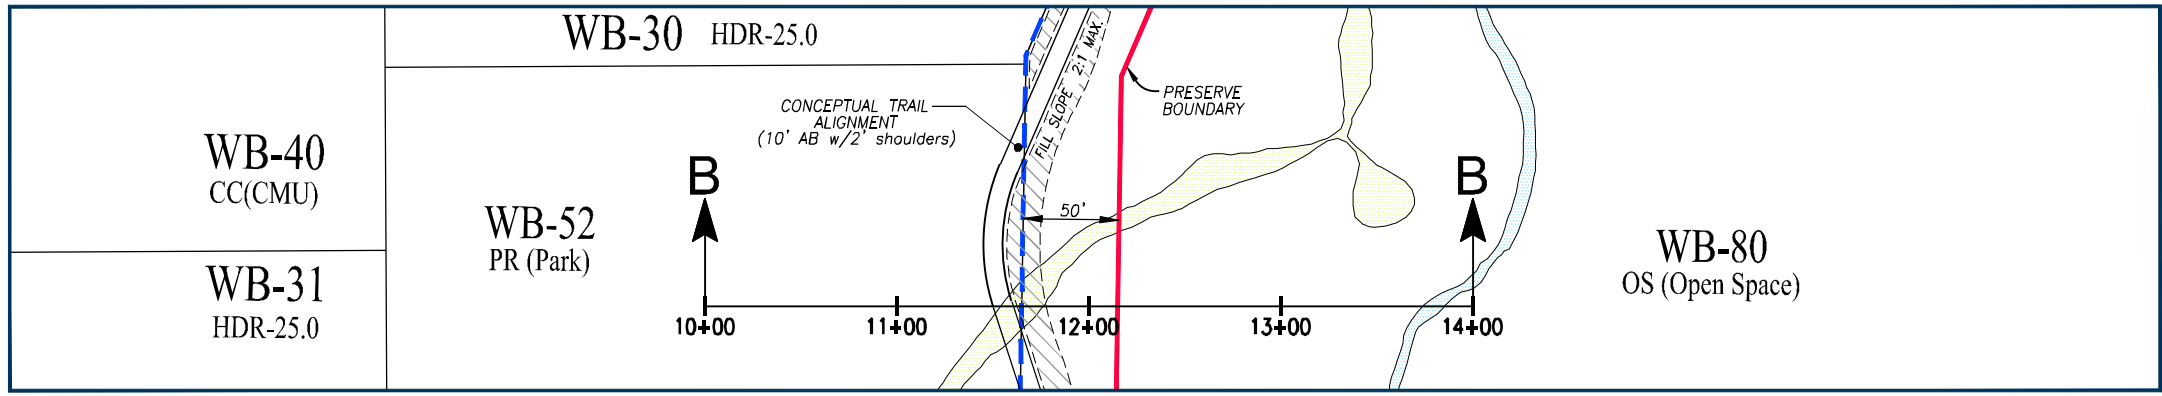 WB-30 HDR-25.0
WB-40
CC(CMU)
WB-31
HDR-25.0
WB-52
PR (Park)
CONCEPTUAL TRAIL
ALIGNMENT
(10' AB w/2' shoulders)
FILL SLOPE 2:1 MAX.
PRESERVE
BOUNDARY
B
50'
B
10+00 11+00 12+00 13+00 14+00
WB-80
OS (Open Space)